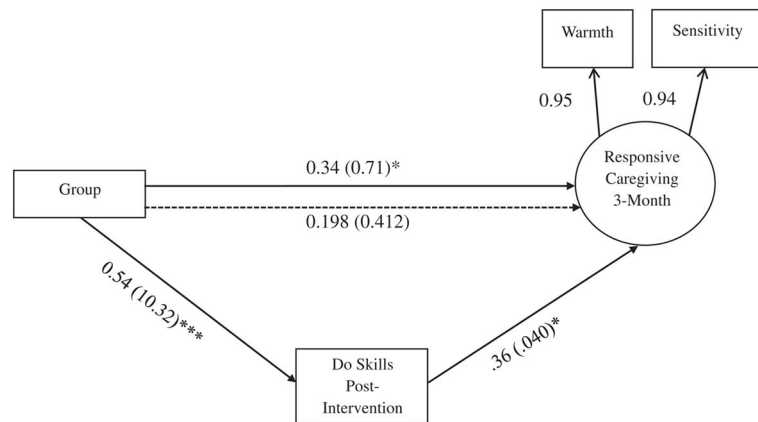 Warmth
Sensitivity
0.95
0.94
Responsive
Caregiving
3-Month
0.34 (0.71)*
Group
0.198 (0.412)
0.54 (10.32)***
.36 (.040)*
Do Skills
Post-
Intervention